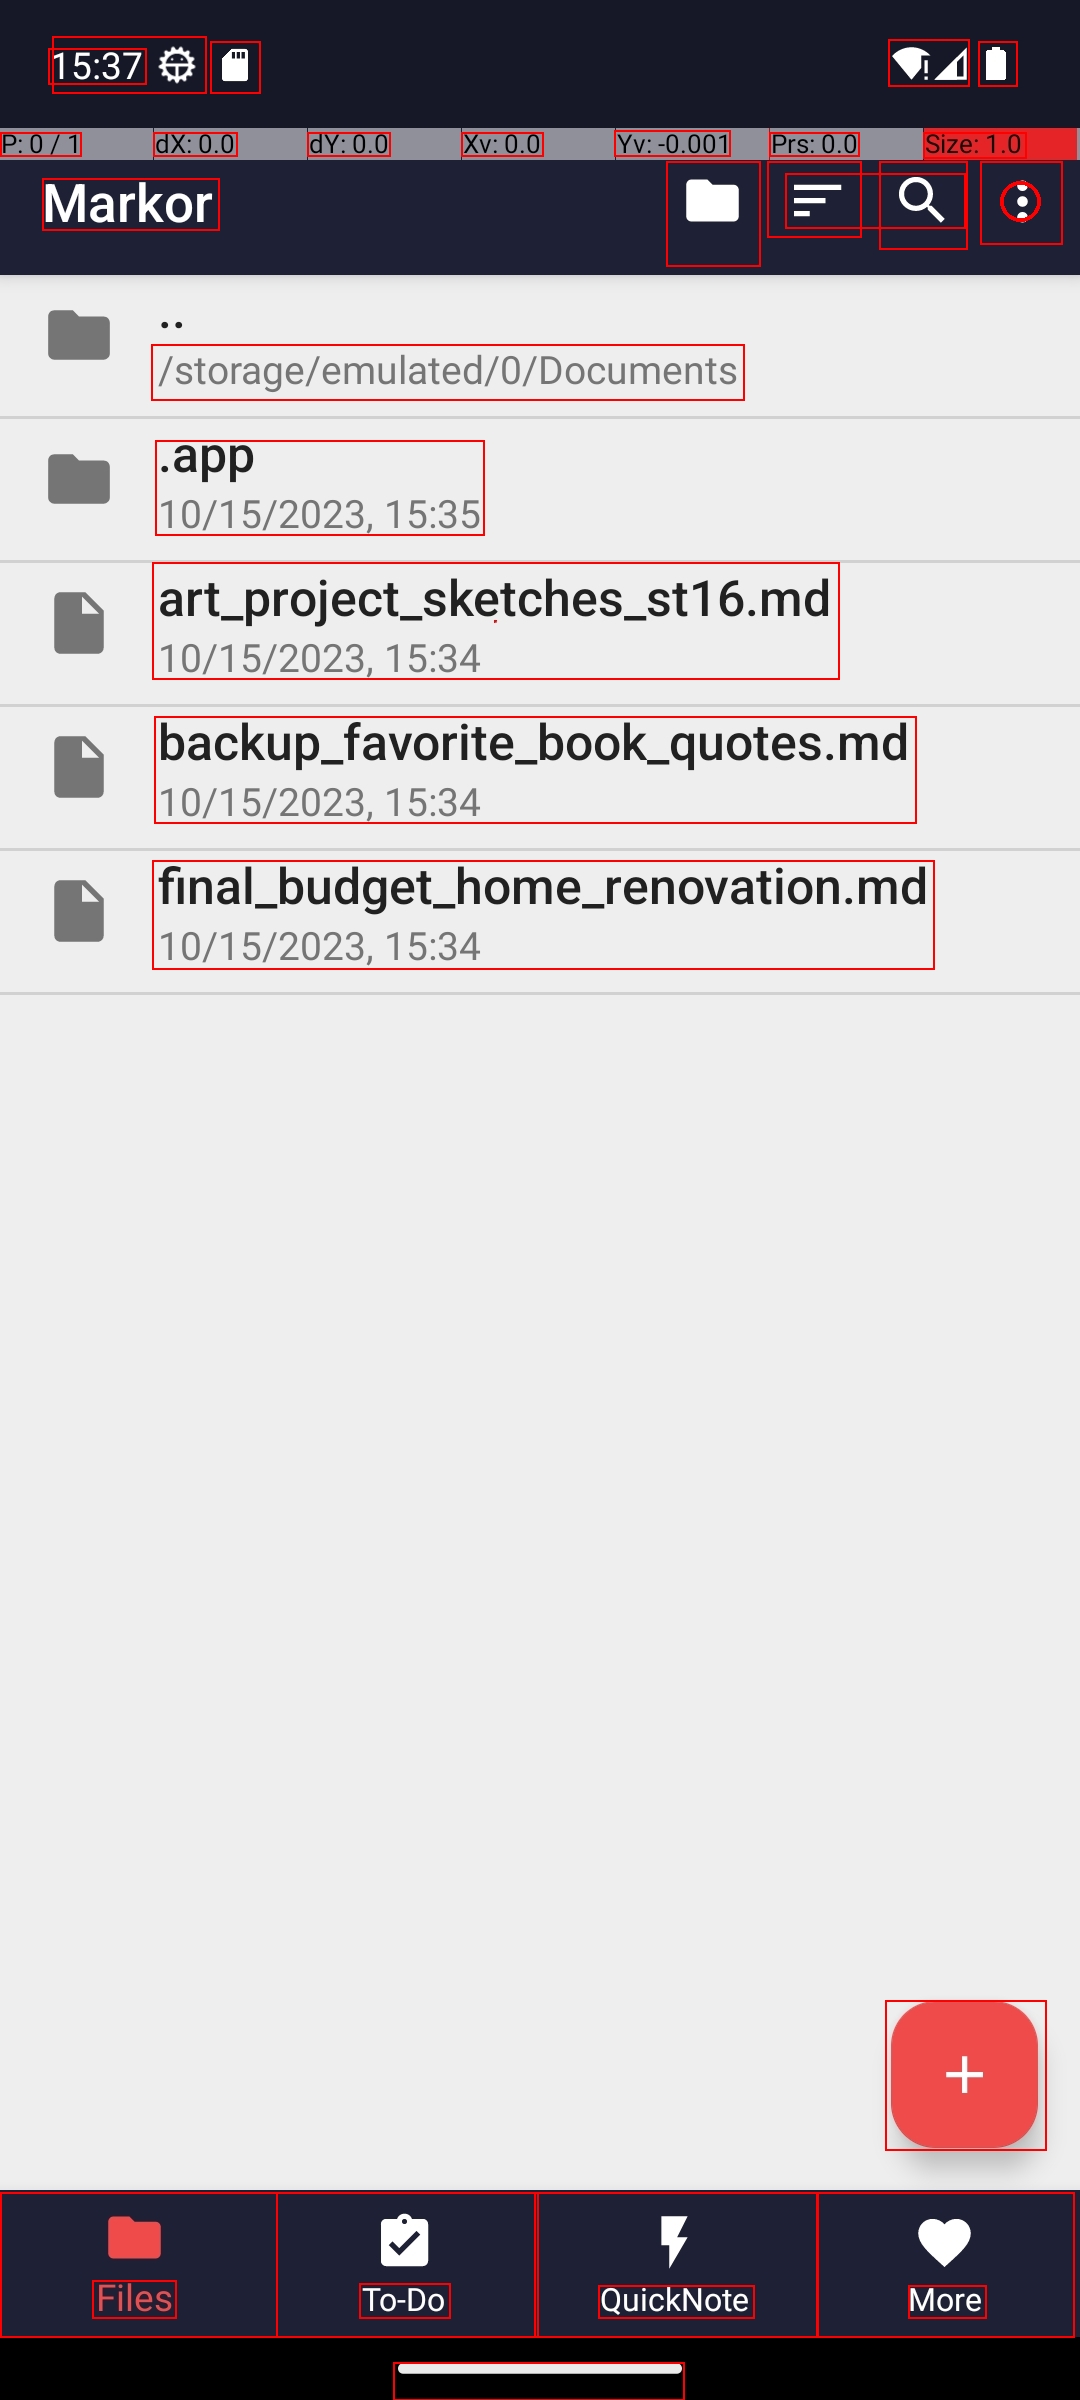 15:37
P: 0 / 1 dX: 0.0 dY: 0.0 Xv: 0.0 Yv: -0.001 Prs: 0.0 Size: 1.0
Markor
..
/storage/emulated/0/Documents
.app
10/15/2023, 15:35
art_project_sketches_st16.md
10/15/2023, 15:34
backup_favorite_book_quotes.md
10/15/2023, 15:34
final_budget_home_renovation.md
10/15/2023, 15:34
Files To-Do QuickNote More